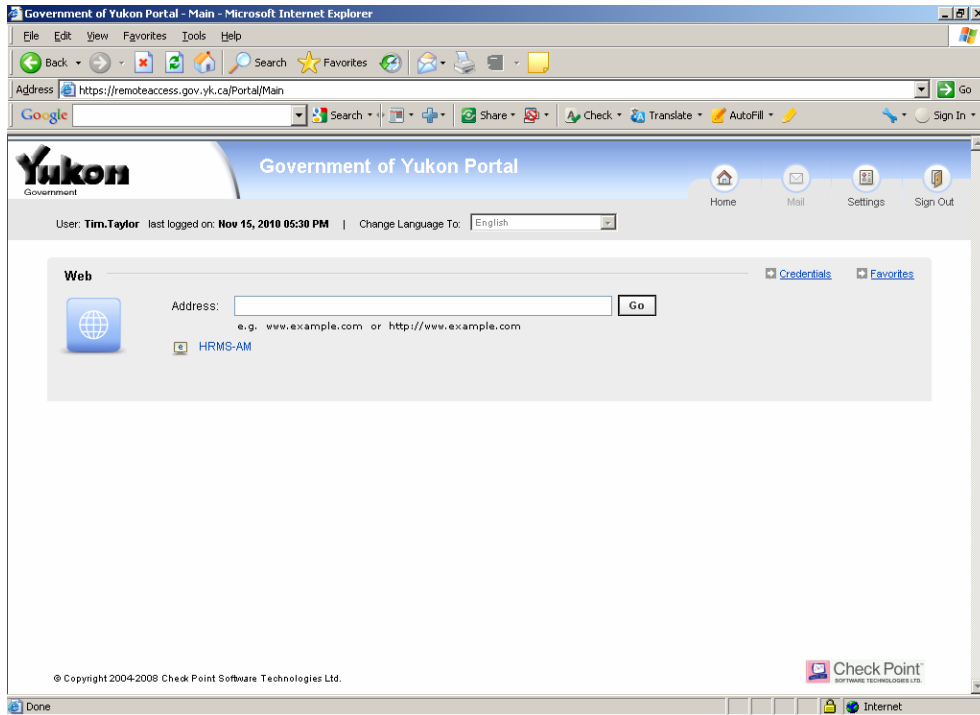 Government of Yukon Portal - Main - Microsoft Internet Explorer
File Edit View Favorites Tools Help
Back Search Favorites
Address https://remoteaccess.gov.yk.ca/Portal/Main Go
Google Search Share Check Translate AutoFill Sign In
Yukon
Government
Government of Yukon Portal
Home Mail Settings Sign Out
User: Tim.Taylor last logged on: Nov 15, 2010 05:30 PM | Change Language To: English
Web Credentials Favorites
Address: Go
e.g. www.example.com or http://www.example.com
HRMS-AM
© Copyright 2004-2008 Check Point Software Technologies Ltd.
Check Point
SOFTWARE TECHNOLOGIES LTD.
Done Internet